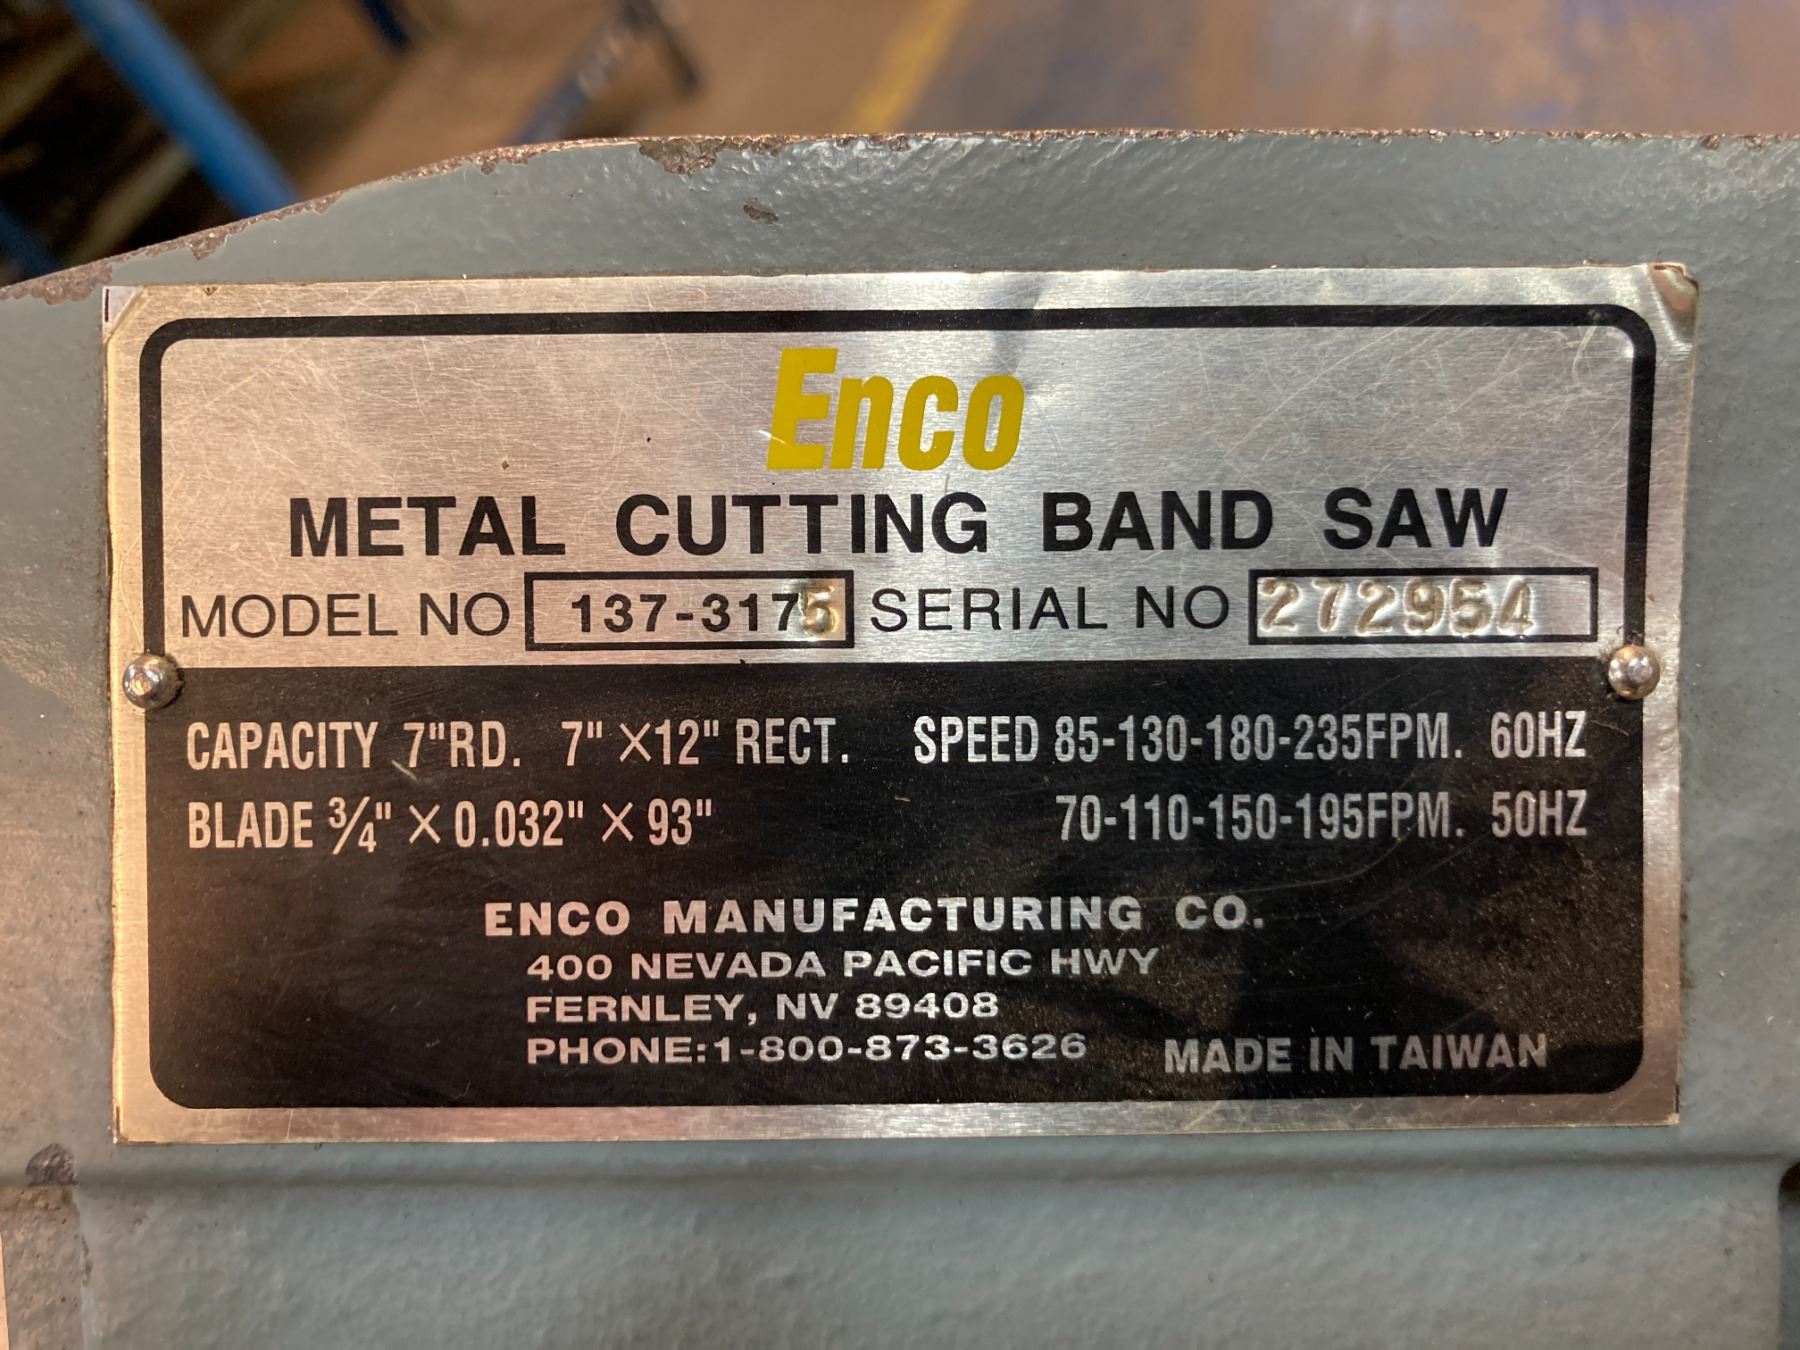 Enco
METAL CUTTING BAND SAW
MODEL NO 137-3175 SERIAL NO 272954
CAPACITY 7"RD. 7" ×12" RECT. SPEED 85-130-180-235FPM. 60HZ
BLADE 3/4" × 0.032" × 93" 70-110-150-195FPM. 50HZ
ENCO MANUFACTURING CO.
400 NEVADA PACIFIC HWY
FERNLEY, NV 89408
PHONE:1-800-873-3626 MADE IN TAIWAN